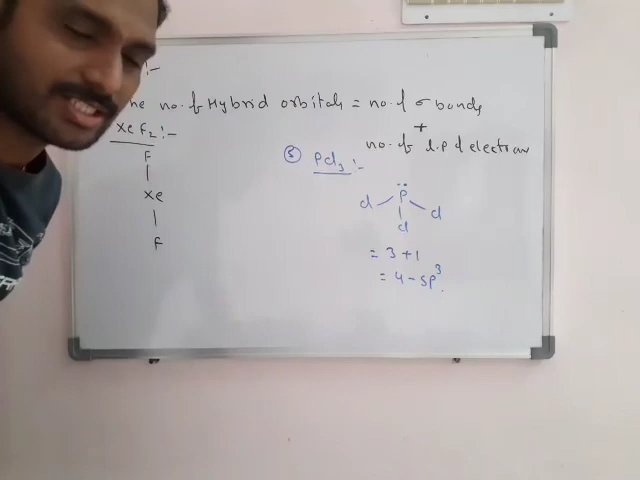 :-
he no. of Hybrid orbitals = no. of σ bonds
+
no. of l.p of electrons
XeF₂ :-
F
|
Xe
|
F
⑤ PCl₃ :-
P
Cl Cl
Cl
= 3 + 1
= 4 - sp³.